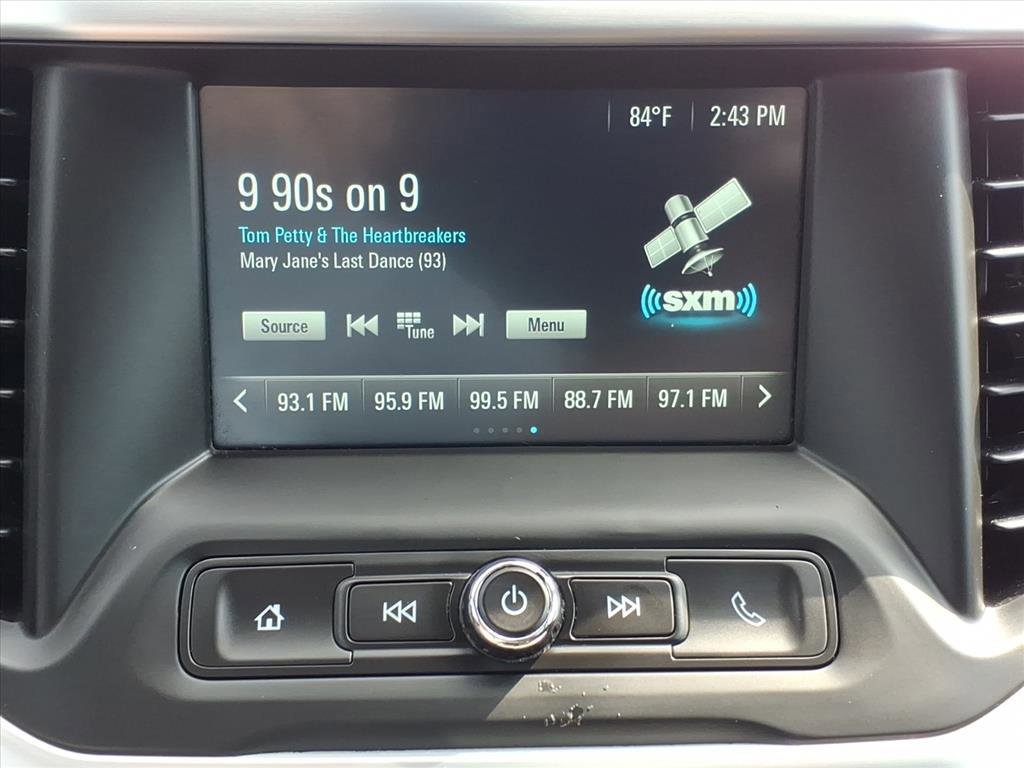 84°F 2:43 PM
9 90s on 9
Tom Petty & The Heartbreakers
Mary Jane's Last Dance (93)
sxm
Source Tune Menu
93.1 FM 95.9 FM 99.5 FM 88.7 FM 97.1 FM